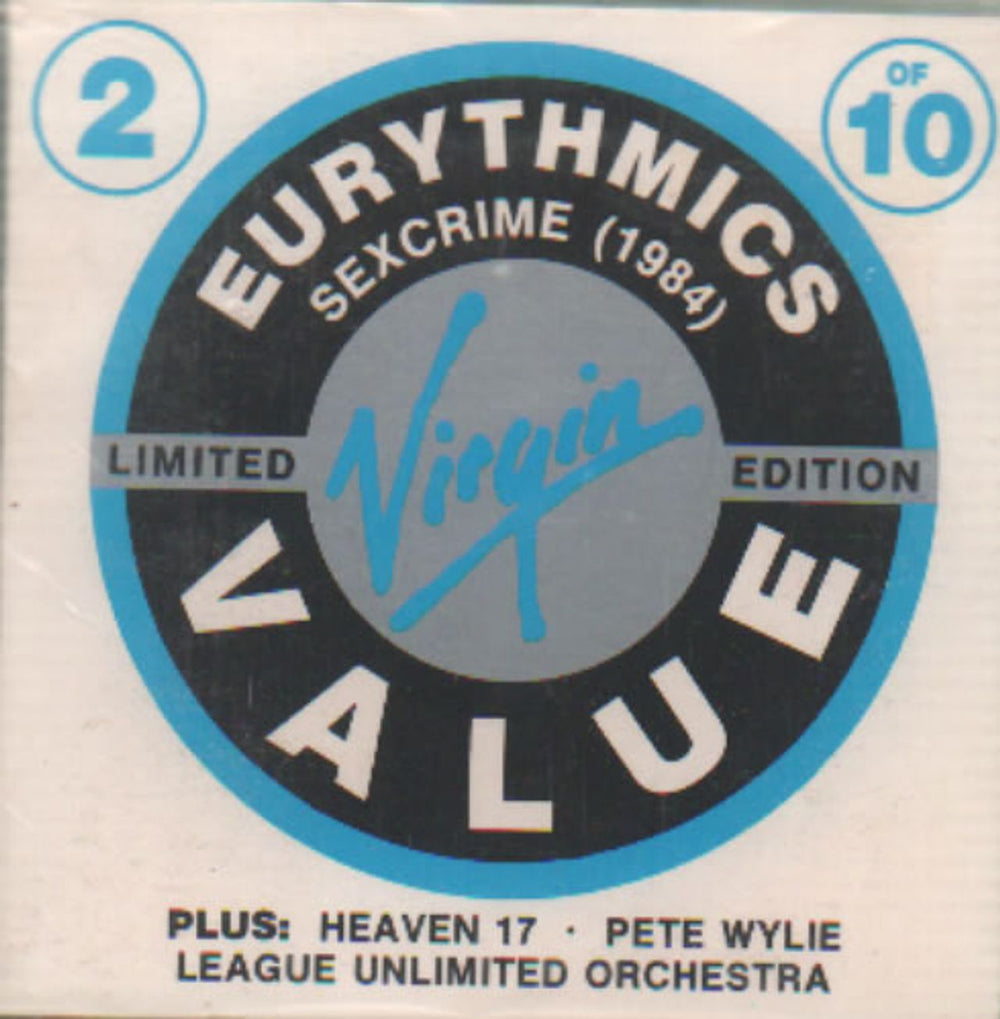 2
OF
10
EURYTHMICS
SEXCRIME (1984)
Virgin
LIMITED EDITION
VALUE
PLUS: HEAVEN 17 · PETE WYLIE
LEAGUE UNLIMITED ORCHESTRA